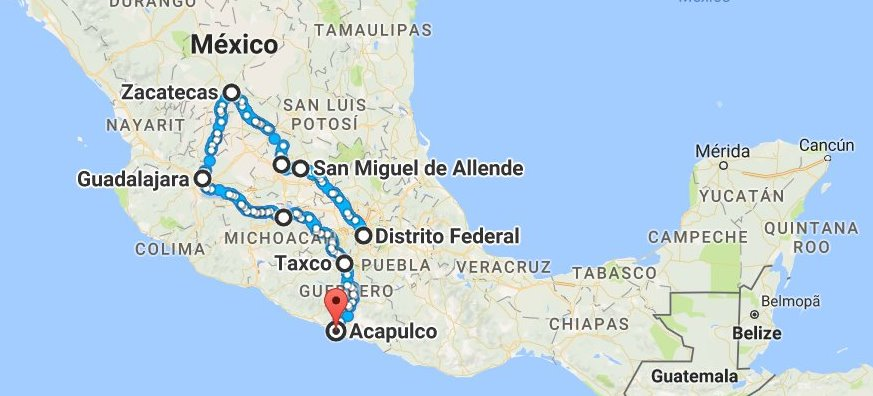 DURANGO
México
TAMAULIPAS
México
Zacatecas
SAN LUIS
POTOSÍ
NAYARIT
Mérida
Cancún
San Miguel de Allende
Guadalajara
YUCATÁN
QUINTANA
ROO
MICHOACÁN
Distrito Federal
CAMPECHE
COLIMA
Taxco
PUEBLA
VERACRUZ
TABASCO
GUERRERO
Belmopã
Acapulco
CHIAPAS
Belize
Guatemala